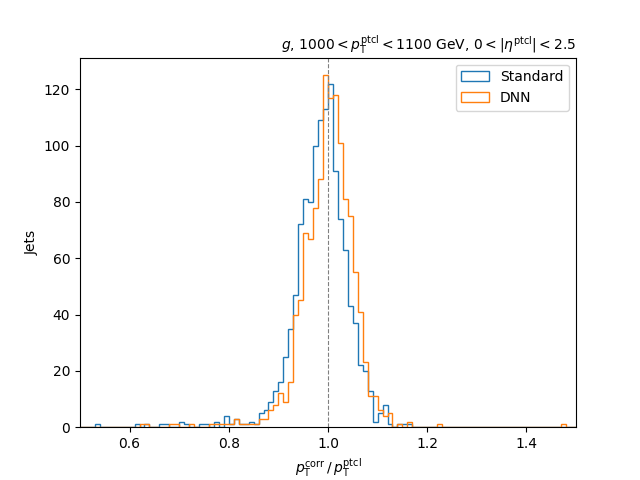 g, 1000 < p_T^ptcl < 1100 GeV, 0 < |η^ptcl| < 2.5
Standard
DNN
120
100
80
60
40
20
0
Jets
0.6 0.8 1.0 1.2 1.4
p_T^corr / p_T^ptcl